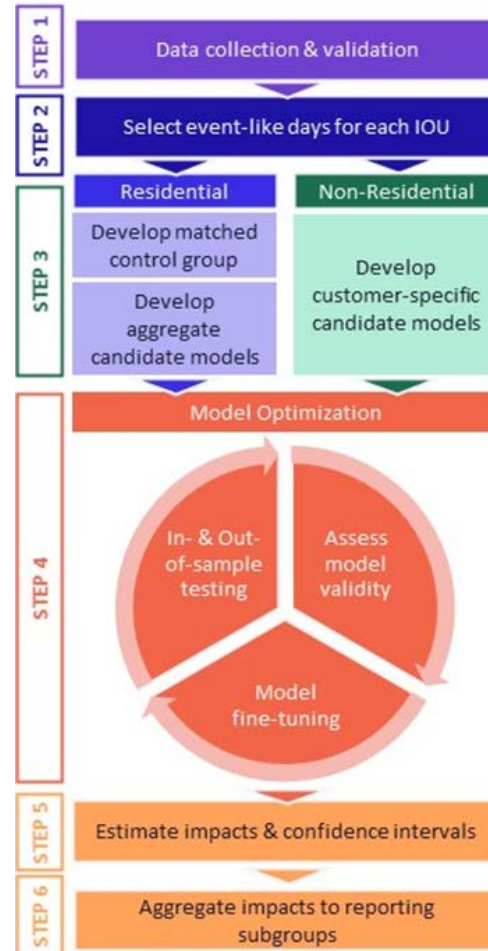 STEP 1
Data collection & validation
STEP 2
Select event-like days for each IOU
STEP 3
Residential
Non-Residential
Develop matched
control group
Develop
aggregate
candidate models
Develop
customer-specific
candidate models
STEP 4
Model Optimization
In- & Out-
of-sample
testing
Assess
model
validity
Model
fine-tuning
STEP 5
Estimate impacts & confidence intervals
STEP 6
Aggregate impacts to reporting
subgroups